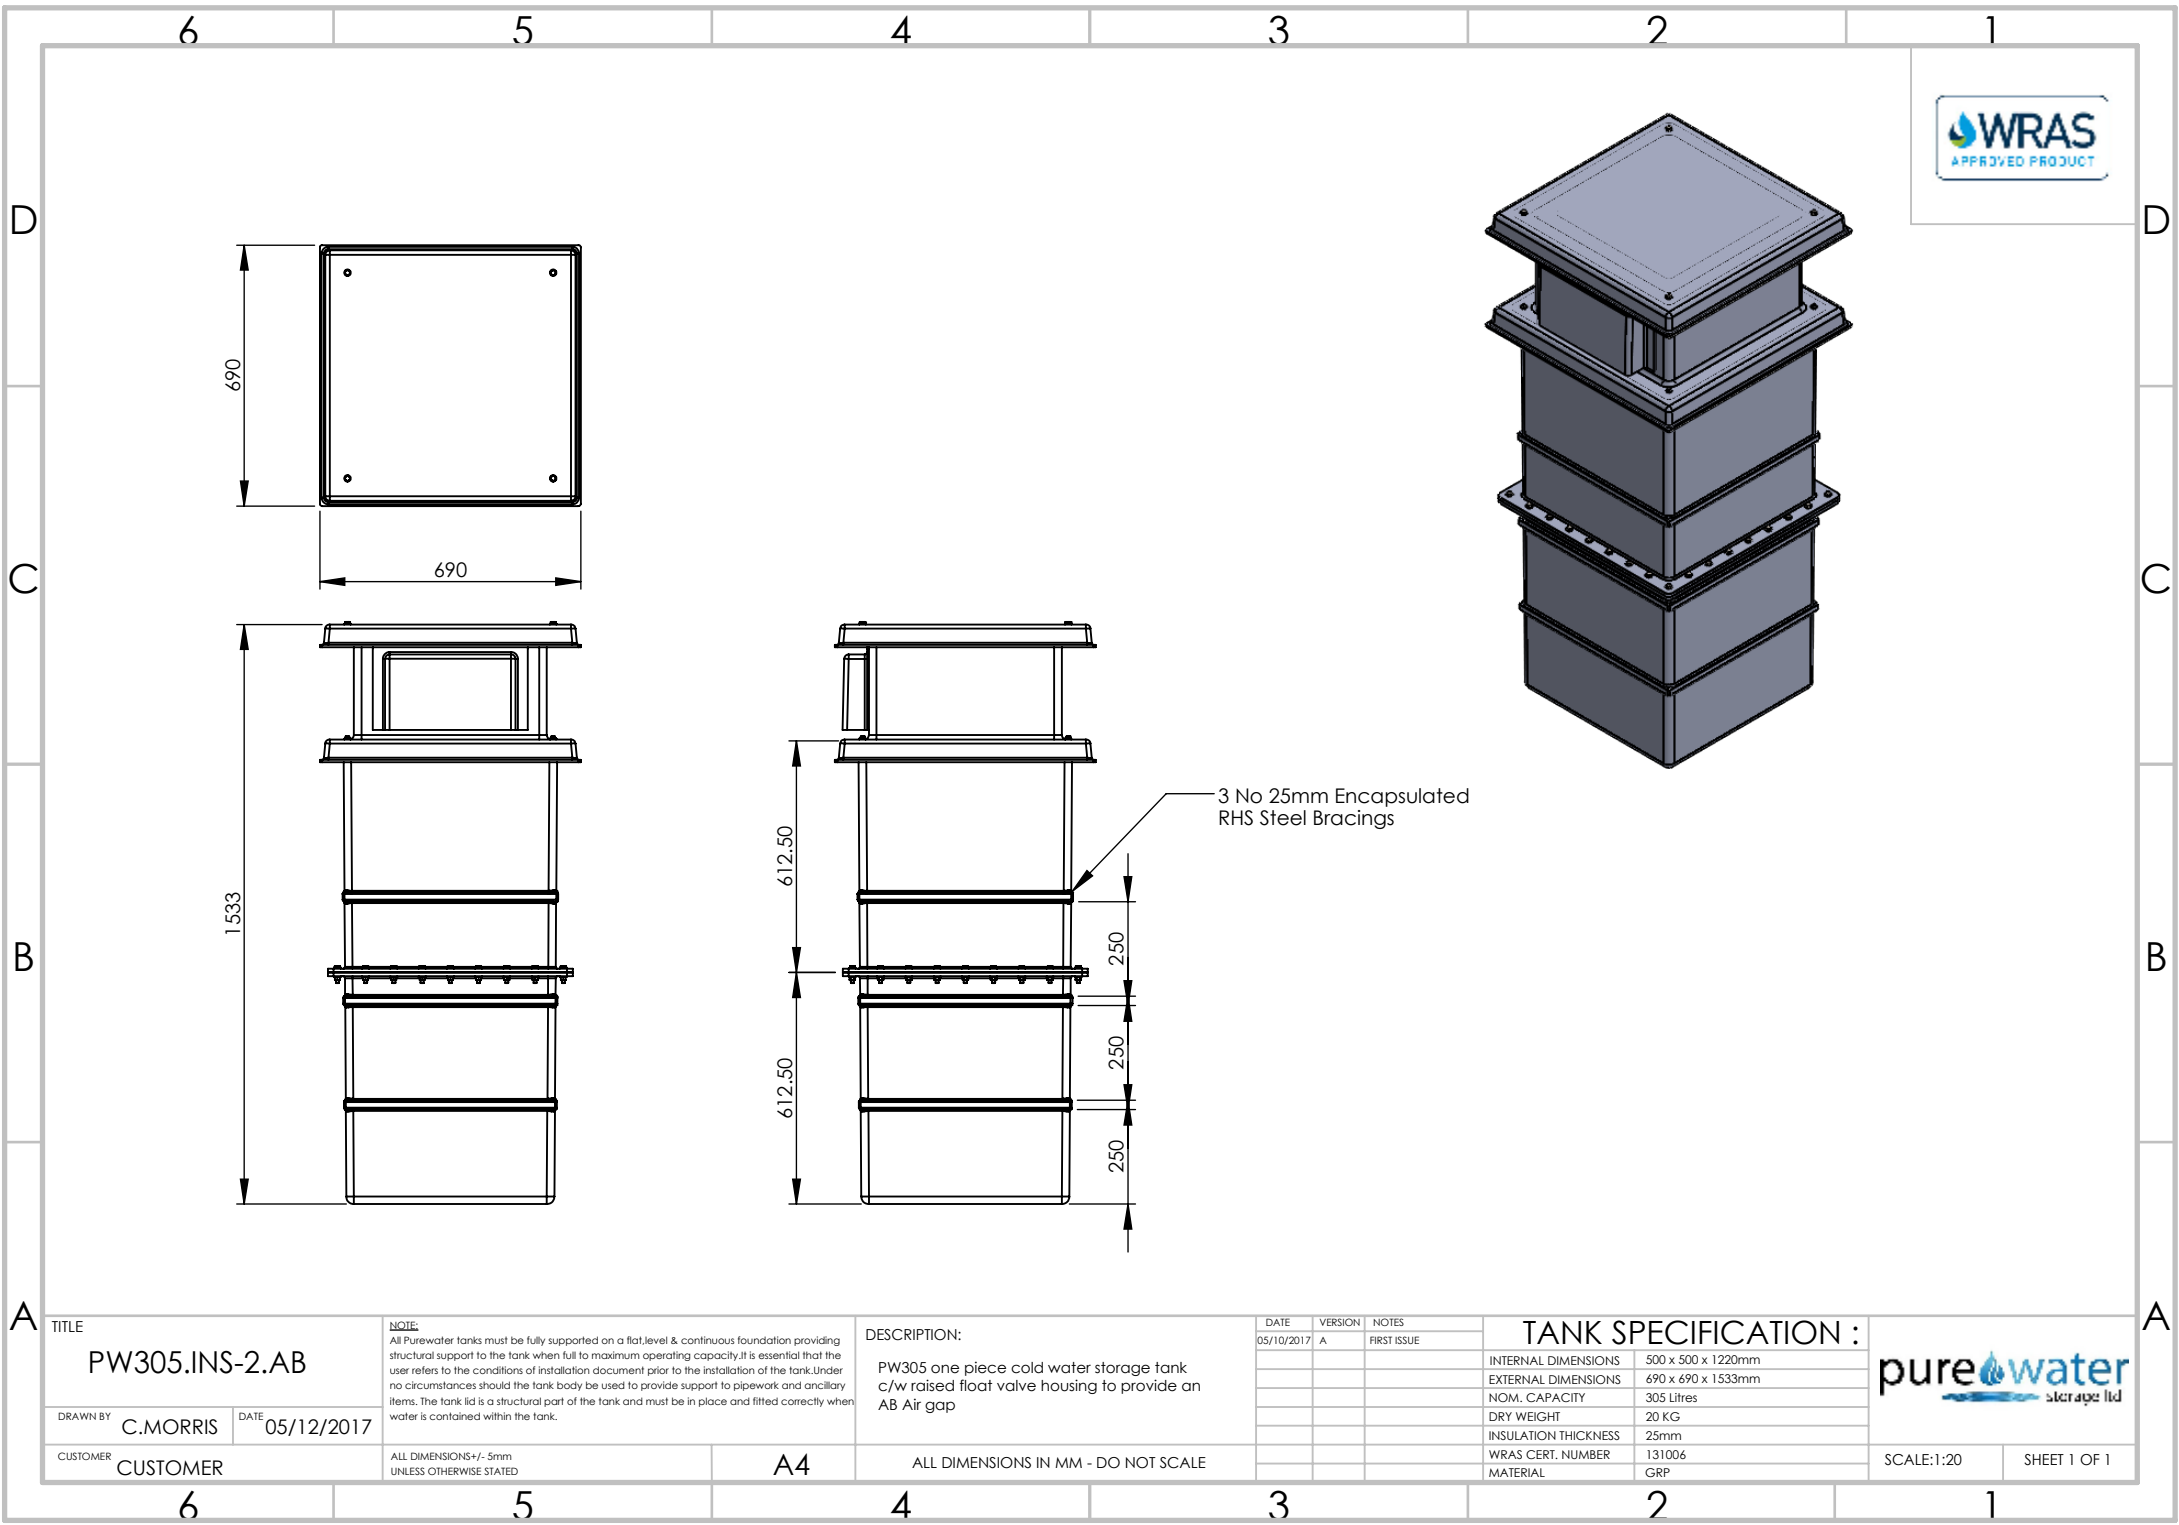 6 5 4 3 2 1
WRAS
APPROVED PRODUCT
D D
690
690
C C
1533
612.50
612.50
3 No 25mm Encapsulated
RHS Steel Bracings
250
250
250
B B
A A
TITLE
PW305.INS-2.AB
DRAWN BY C.MORRIS DATE 05/12/2017
CUSTOMER CUSTOMER
NOTE:
All Purewater tanks must be fully supported on a flat,level & continuous foundation providing
structural support to the tank when full to maximum operating capacity.It is essential that the
user refers to the conditions of installation document prior to the installation of the tank.Under
no circumstances should the tank body be used to provide support to pipework and ancillary
items. The tank lid is a structural part of the tank and must be in place and fitted correctly when
water is contained within the tank.
ALL DIMENSIONS+/- 5mm
UNLESS OTHERWISE STATED
A4
DESCRIPTION:
PW305 one piece cold water storage tank
c/w raised float valve housing to provide an
AB Air gap
ALL DIMENSIONS IN MM - DO NOT SCALE
DATE VERSION NOTES
05/10/2017 A FIRST ISSUE
TANK SPECIFICATION :
INTERNAL DIMENSIONS 500 x 500 x 1220mm
EXTERNAL DIMENSIONS 690 x 690 x 1533mm
NOM. CAPACITY 305 Litres
DRY WEIGHT 20 KG
INSULATION THICKNESS 25mm
WRAS CERT. NUMBER 131006
MATERIAL GRP
pure water
storage ltd
SCALE:1:20 SHEET 1 OF 1
6 5 4 3 2 1